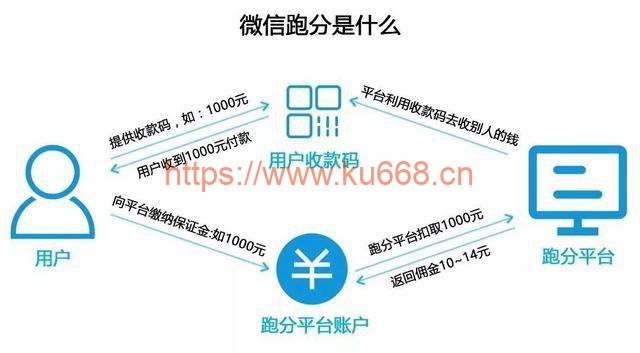 微信跑分是什么
提供收款码，如：1000元
用户收到1000元付款
平台利用收款码去收别人的钱
用户收款码
https://www.ku668.cn
向平台缴纳保证金:如1000元
跑分平台扣取1000元
返回佣金10~14元
用户
跑分平台
跑分平台账户